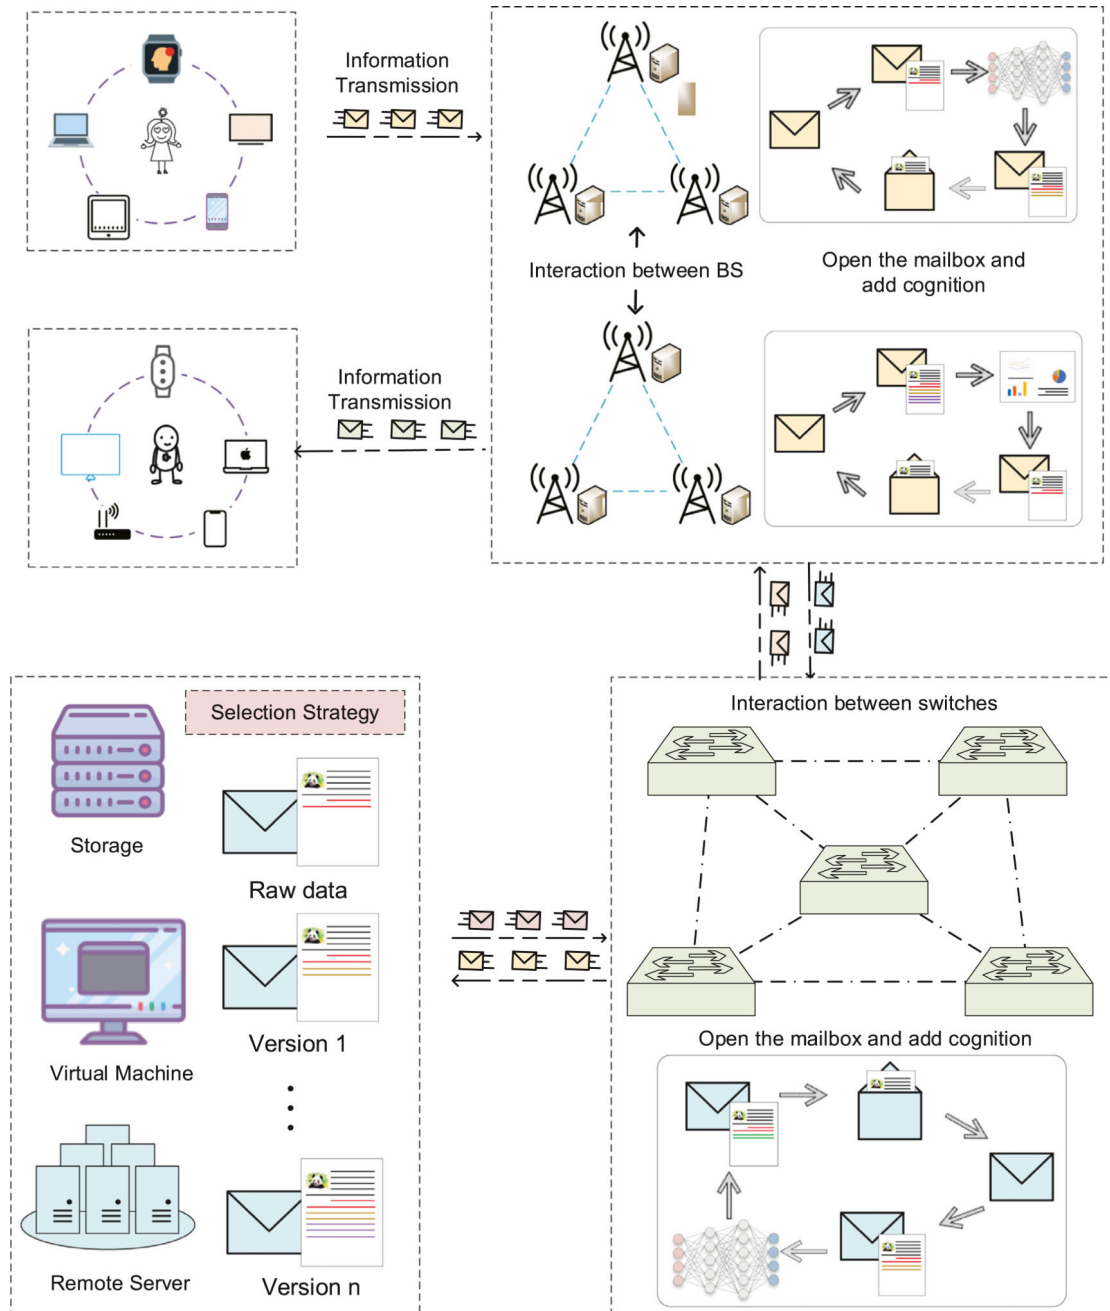 Information
Transmission
Interaction between BS
Open the mailbox and
add cognition
Information
Transmission
Selection Strategy
Storage
Raw data
Version 1
Virtual Machine
Remote Server
Version n
Interaction between switches
Open the mailbox and add cognition